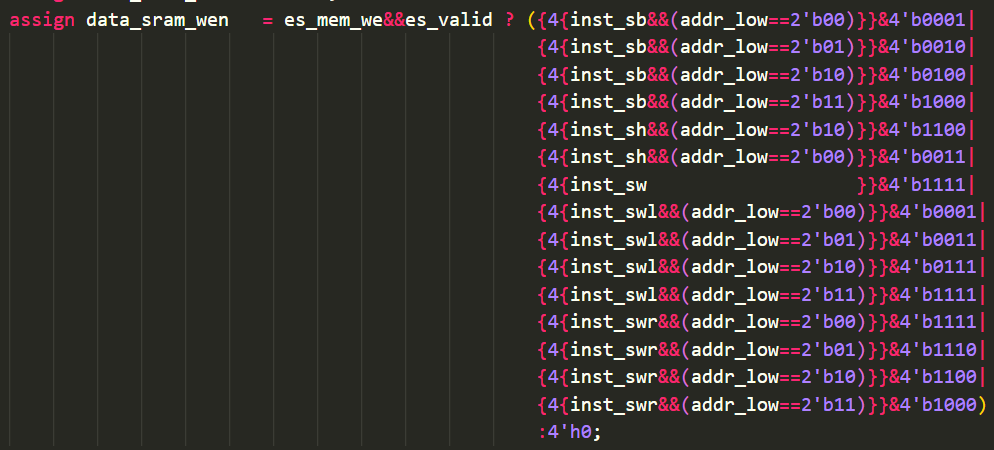 assign data_sram_wen   = es_mem_we&&es_valid ? ({4{inst_sb&&(addr_low==2'b00)}}&4'b0001|
{4{inst_sb&&(addr_low==2'b01)}}&4'b0010|
{4{inst_sb&&(addr_low==2'b10)}}&4'b0100|
{4{inst_sb&&(addr_low==2'b11)}}&4'b1000|
{4{inst_sh&&(addr_low==2'b10)}}&4'b1100|
{4{inst_sh&&(addr_low==2'b00)}}&4'b0011|
{4{inst_sw                   }}&4'b1111|
{4{inst_swl&&(addr_low==2'b00)}}&4'b0001|
{4{inst_swl&&(addr_low==2'b01)}}&4'b0011|
{4{inst_swl&&(addr_low==2'b10)}}&4'b0111|
{4{inst_swl&&(addr_low==2'b11)}}&4'b1111|
{4{inst_swr&&(addr_low==2'b00)}}&4'b1111|
{4{inst_swr&&(addr_low==2'b01)}}&4'b1110|
{4{inst_swr&&(addr_low==2'b10)}}&4'b1100|
{4{inst_swr&&(addr_low==2'b11)}}&4'b1000)
:4'h0;